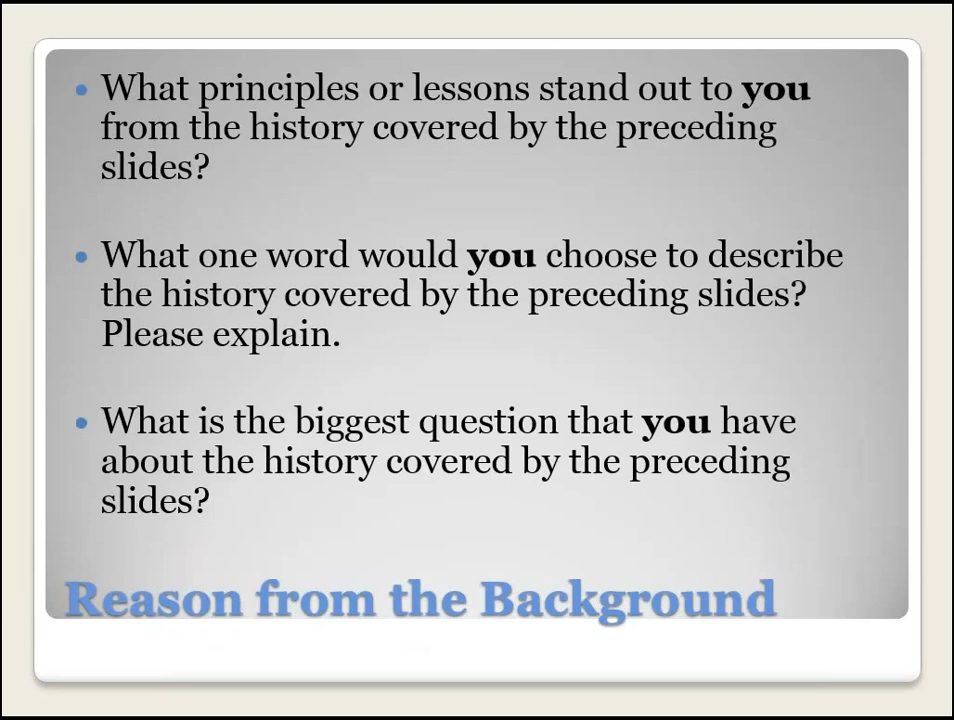 What principles or lessons stand out to you
from the history covered by the preceding
slides?
What one word would you choose to describe
the history covered by the preceding slides?
Please explain.
What is the biggest question that you have
about the history covered by the preceding
slides?
Reason from the Background